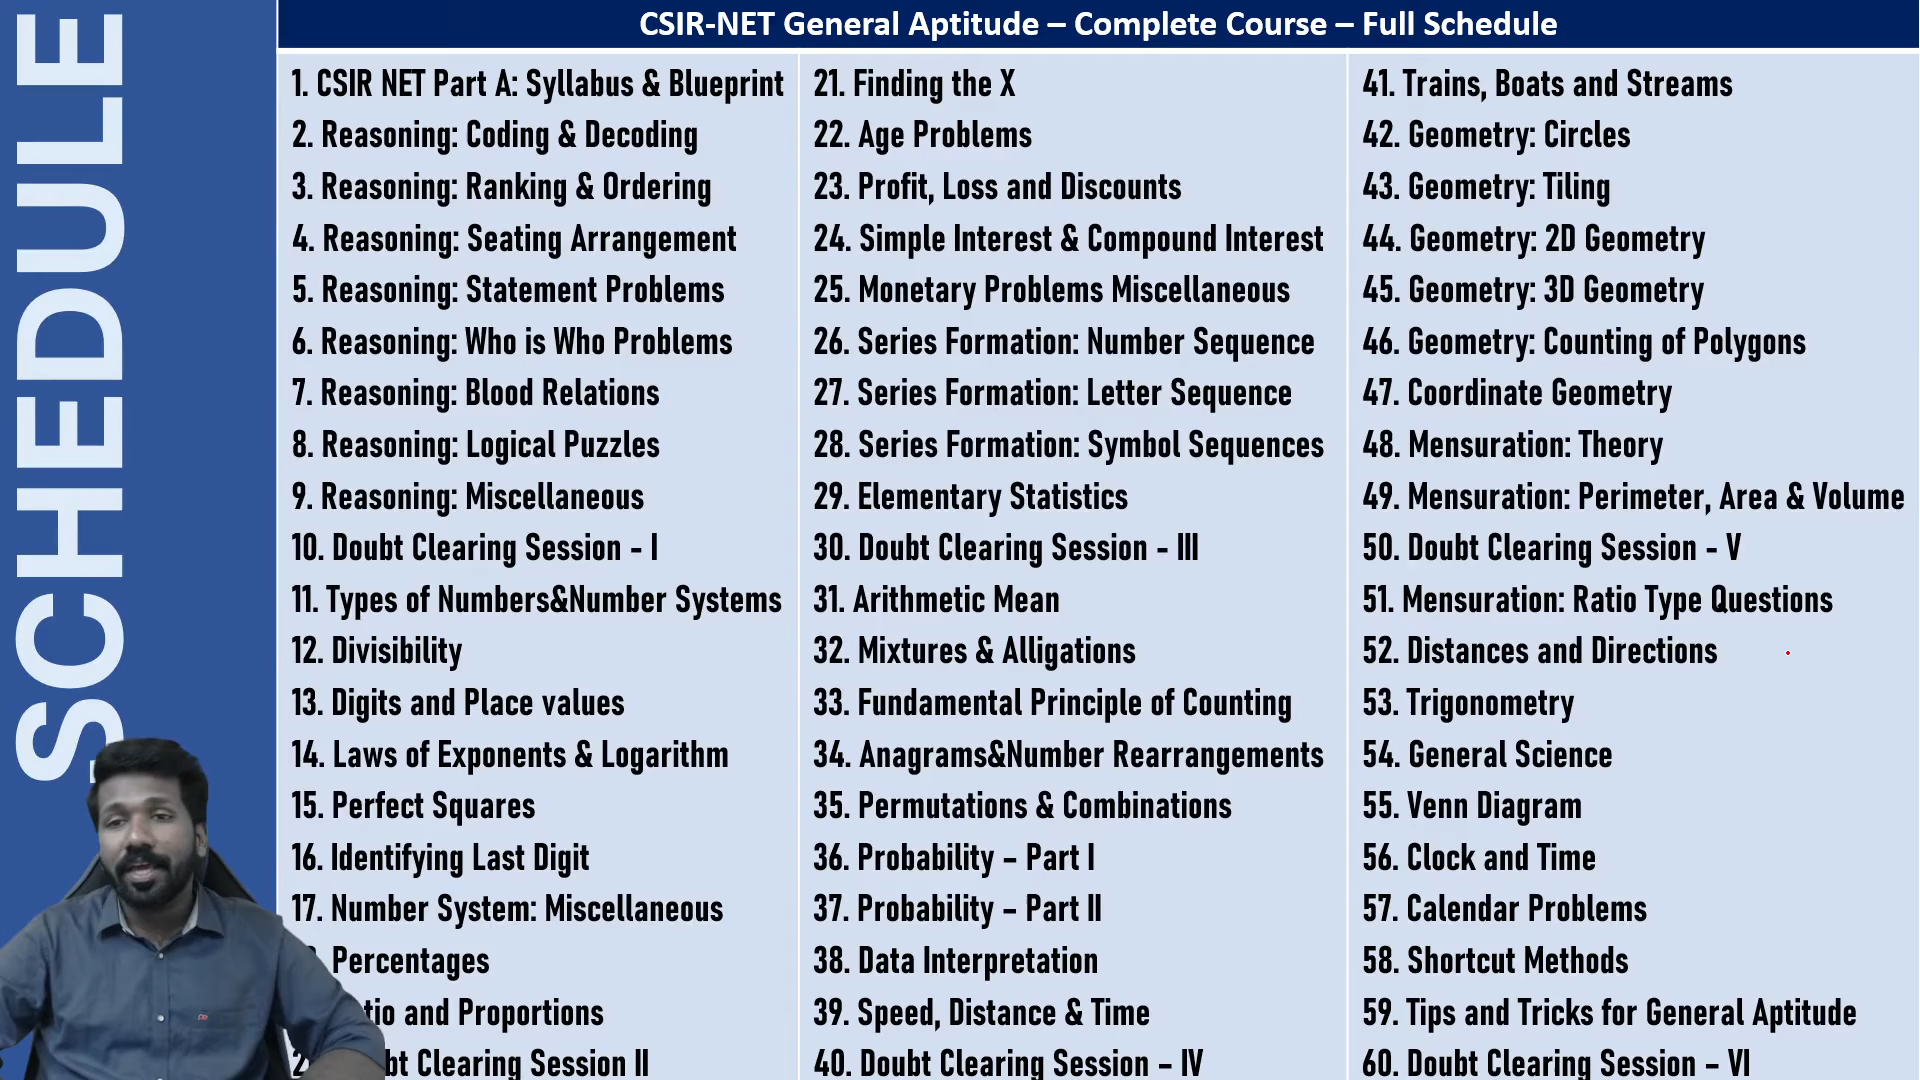 SCHEDULE
CSIR-NET General Aptitude – Complete Course – Full Schedule
1. CSIR NET Part A: Syllabus & Blueprint
2. Reasoning: Coding & Decoding
3. Reasoning: Ranking & Ordering
4. Reasoning: Seating Arrangement
5. Reasoning: Statement Problems
6. Reasoning: Who is Who Problems
7. Reasoning: Blood Relations
8. Reasoning: Logical Puzzles
9. Reasoning: Miscellaneous
10. Doubt Clearing Session - I
11. Types of Numbers&Number Systems
12. Divisibility
13. Digits and Place values
14. Laws of Exponents & Logarithm
15. Perfect Squares
16. Identifying Last Digit
17. Number System: Miscellaneous
Percentages
and Proportions
Clearing Session II
21. Finding the X
22. Age Problems
23. Profit, Loss and Discounts
24. Simple Interest & Compound Interest
25. Monetary Problems Miscellaneous
26. Series Formation: Number Sequence
27. Series Formation: Letter Sequence
28. Series Formation: Symbol Sequences
29. Elementary Statistics
30. Doubt Clearing Session - III
31. Arithmetic Mean
32. Mixtures & Alligations
33. Fundamental Principle of Counting
34. Anagrams&Number Rearrangements
35. Permutations & Combinations
36. Probability – Part I
37. Probability – Part II
38. Data Interpretation
39. Speed, Distance & Time
40. Doubt Clearing Session – IV
41. Trains, Boats and Streams
42. Geometry: Circles
43. Geometry: Tiling
44. Geometry: 2D Geometry
45. Geometry: 3D Geometry
46. Geometry: Counting of Polygons
47. Coordinate Geometry
48. Mensuration: Theory
49. Mensuration: Perimeter, Area & Volume
50. Doubt Clearing Session - V
51. Mensuration: Ratio Type Questions
52. Distances and Directions
53. Trigonometry
54. General Science
55. Venn Diagram
56. Clock and Time
57. Calendar Problems
58. Shortcut Methods
59. Tips and Tricks for General Aptitude
60. Doubt Clearing Session – VI